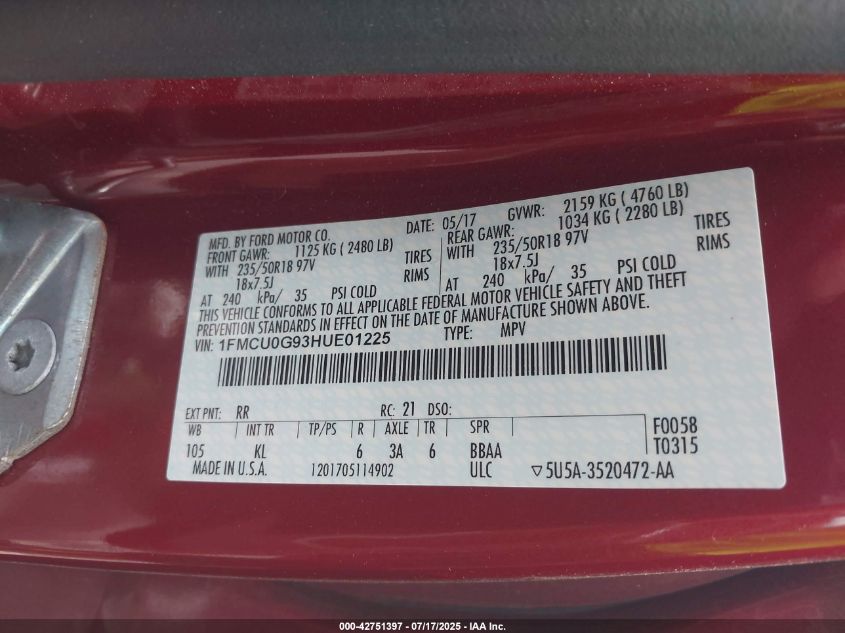 MFD. BY FORD MOTOR CO. DATE: 05/17 GVWR: 2159 KG ( 4760 LB)
FRONT GAWR: 1125 KG ( 2480 LB) REAR GAWR: 1034 KG ( 2280 LB)
WITH 235/50R18 97V TIRES WITH 235/50R18 97V TIRES
18x7.5J RIMS 18x7.5J RIMS
AT 240 kPa/ 35 PSI COLD AT 240 kPa/ 35 PSI COLD
THIS VEHICLE CONFORMS TO ALL APPLICABLE FEDERAL MOTOR VEHICLE SAFETY AND THEFT
PREVENTION STANDARDS IN EFFECT ON THE DATE OF MANUFACTURE SHOWN ABOVE.
VIN: 1FMCU0G93HUE01225 TYPE: MPV
EXT PNT: RR RC: 21 DSO:
WB INT TR TP/PS R AXLE TR SPR F0058
105 KL 6 3A 6 BBAA T0315
MADE IN U.S.A. 1201705114902 ULC ▽5U5A-3520472-AA
000-42751397 - 07/17/2025 - IAA Inc.